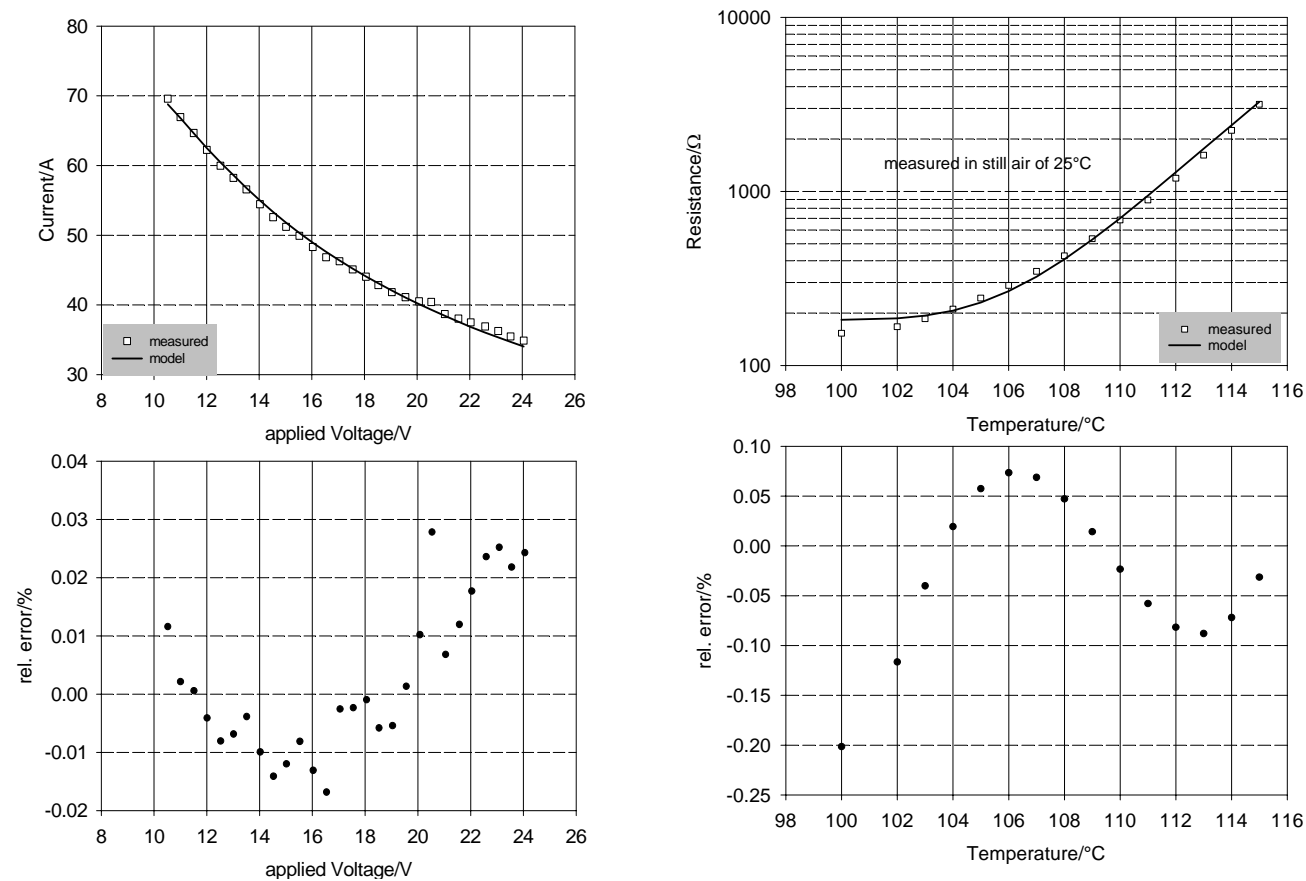 80
70
60
50
40
30
Current/A
measured
model
8 10 12 14 16 18 20 22 24 26
applied Voltage/V
10000
1000
100
Resistance/Ω
measured in still air of 25°C
measured
model
98 100 102 104 106 108 110 112 114 116
Temperature/°C
0.04
0.03
0.02
0.01
0.00
-0.01
-0.02
rel. error/%
8 10 12 14 16 18 20 22 24 26
applied Voltage/V
0.10
0.05
0.00
-0.05
-0.10
-0.15
-0.20
-0.25
rel. error/%
98 100 102 104 106 108 110 112 114 116
Temperature/°C